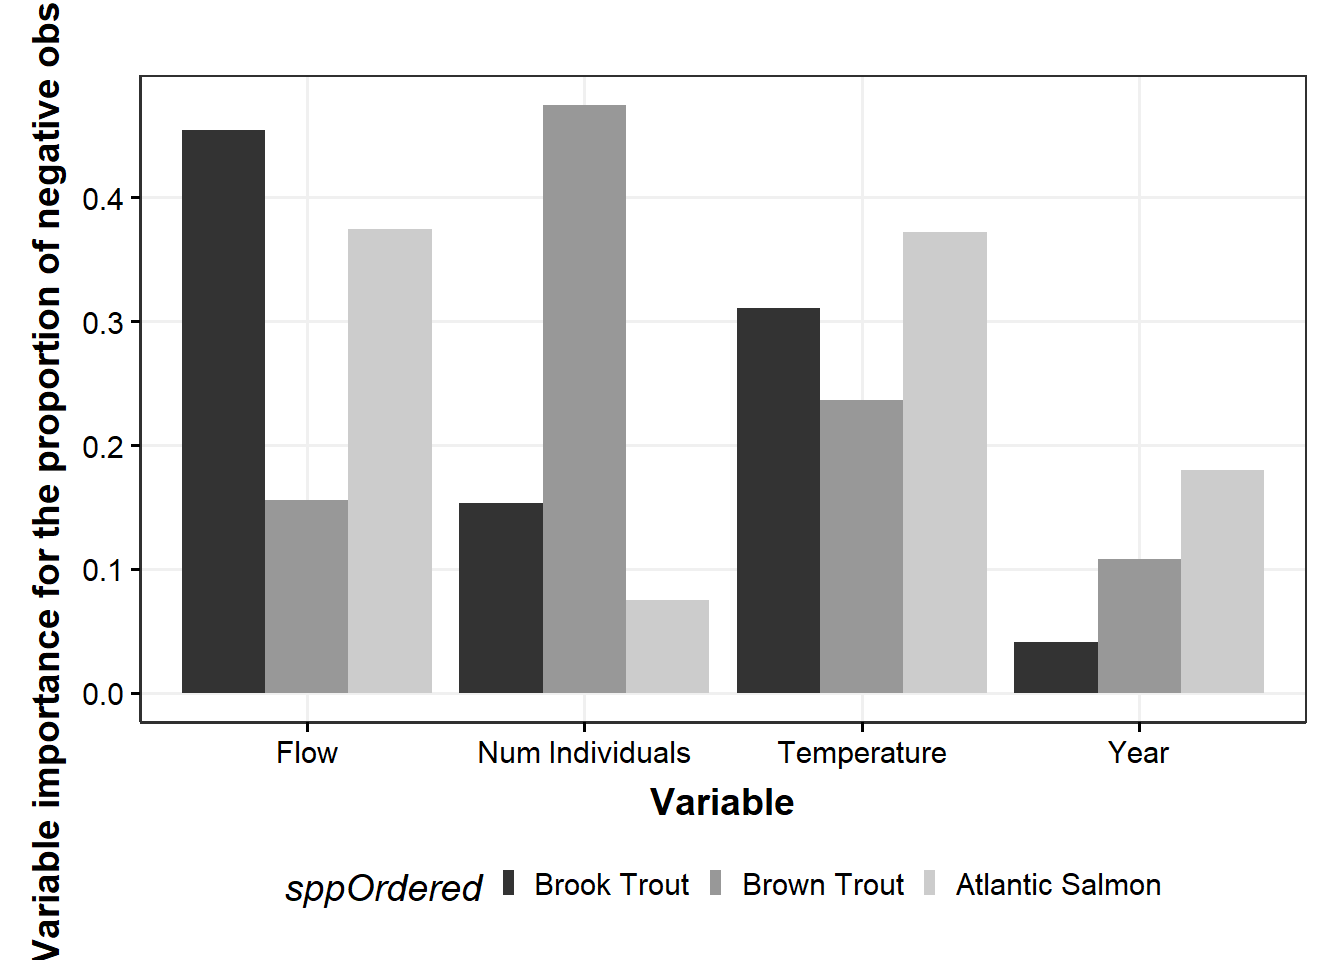 Variable importance for the proportion of negative obs
0.4
0.3
0.2
0.1
0.0
Flow
Num Individuals
Temperature
Year
Variable
sppOrdered
Brook Trout
Brown Trout
Atlantic Salmon